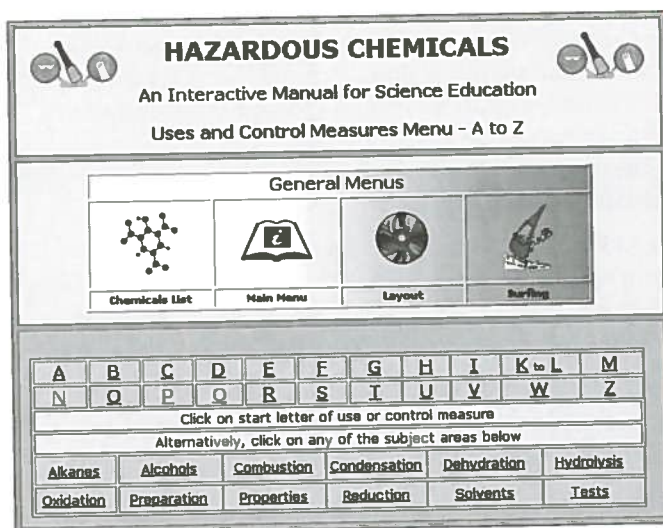 HAZARDOUS CHEMICALS
An Interactive Manual for Science Education
Uses and Control Measures Menu - A to Z
General Menus
Chemicals List Main Menu Layout Surfing
A B C D E F G H I K to L M
N O P Q R S T U V W Z
Click on start letter of use or control measure
Alternatively, click on any of the subject areas below
Alkanes Alcohols Combustion Condensation Dehydration Hydrolysis
Oxidation Preparation Properties Reduction Solvents Tests